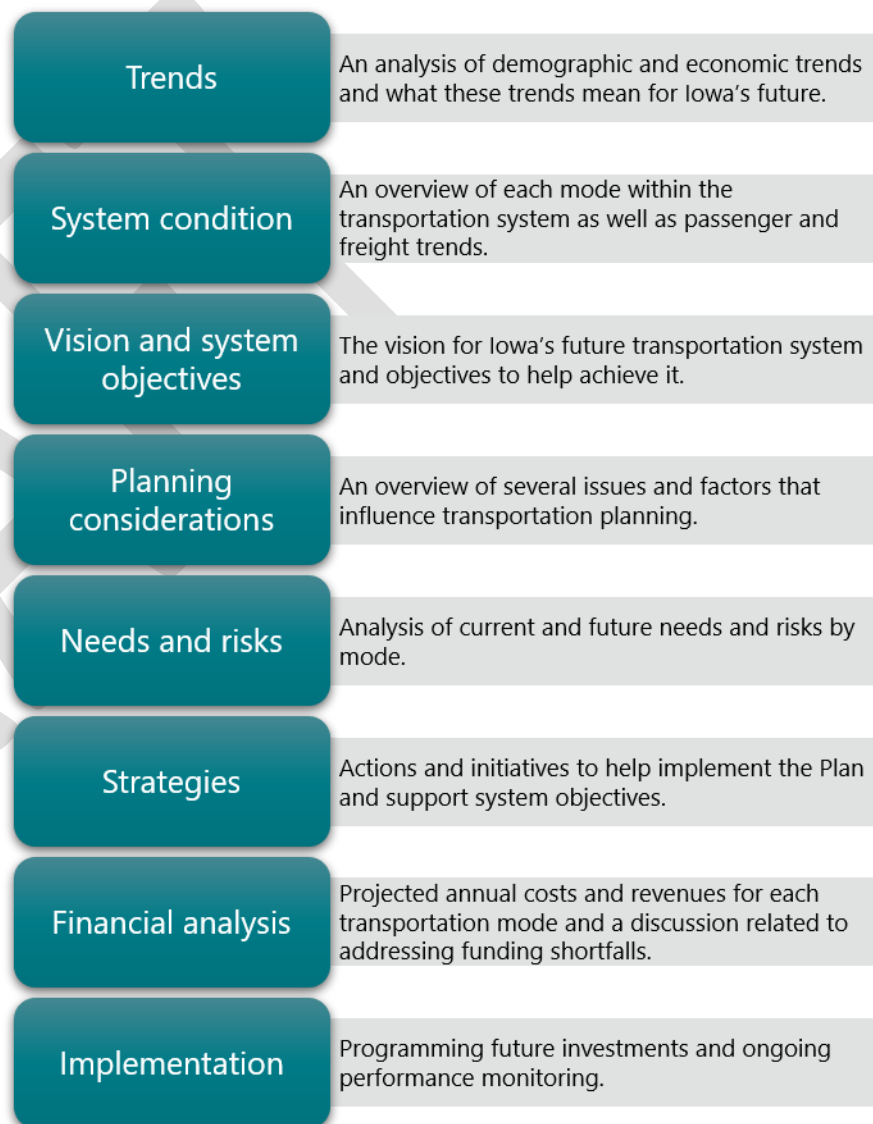 Trends
An analysis of demographic and economic trends
and what these trends mean for Iowa's future.
System condition
An overview of each mode within the
transportation system as well as passenger and
freight trends.
Vision and system
objectives
The vision for Iowa's future transportation system
and objectives to help achieve it.
Planning
considerations
An overview of several issues and factors that
influence transportation planning.
Needs and risks
Analysis of current and future needs and risks by
mode.
Strategies
Actions and initiatives to help implement the Plan
and support system objectives.
Financial analysis
Projected annual costs and revenues for each
transportation mode and a discussion related to
addressing funding shortfalls.
Implementation
Programming future investments and ongoing
performance monitoring.